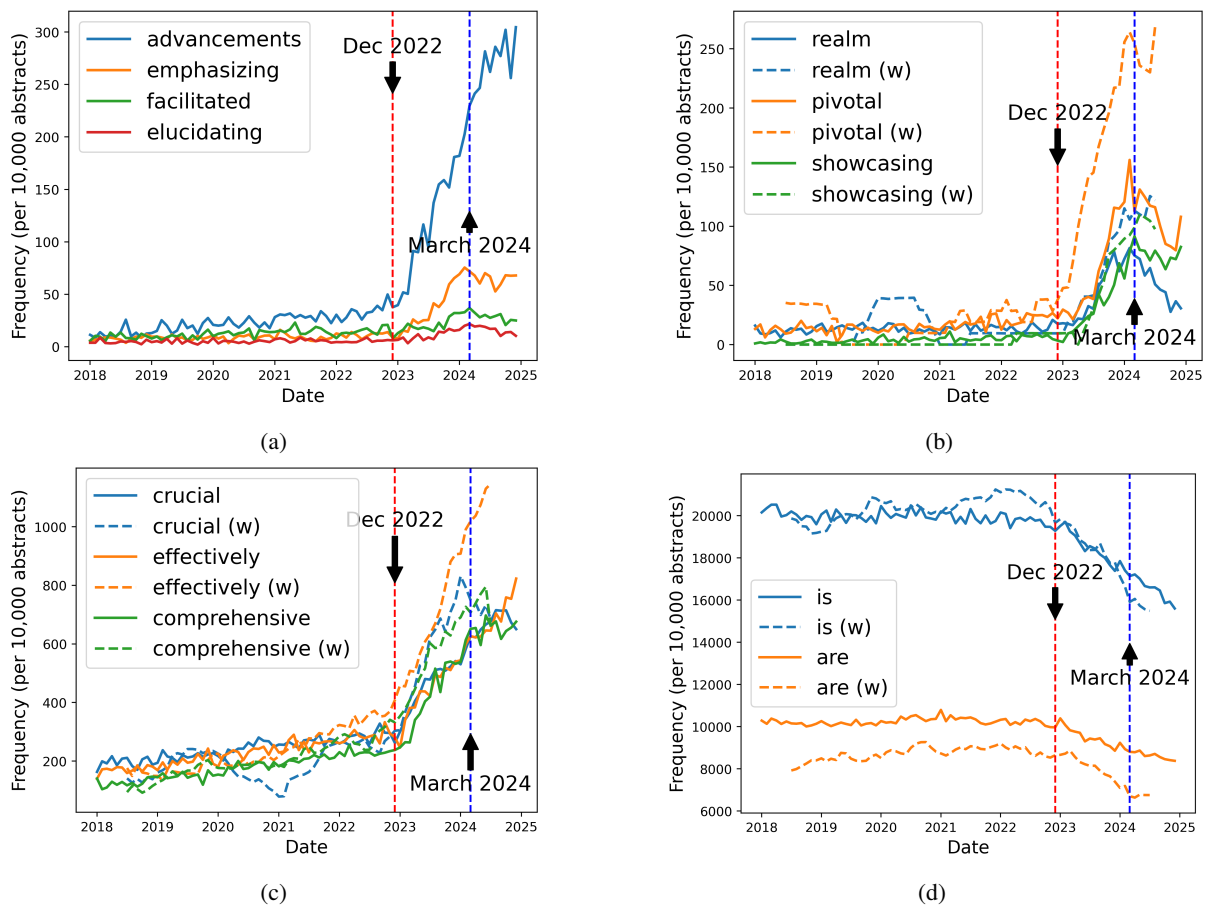 advancements
emphasizing
facilitated
elucidating
Dec 2022
March 2024
Frequency (per 10,000 abstracts)
300
250
200
150
100
50
0
2018 2019 2020 2021 2022 2023 2024 2025
Date
(a)
realm
realm (w)
pivotal
pivotal (w)
showcasing
showcasing (w)
Dec 2022
March 2024
Frequency (per 10,000 abstracts)
250
200
150
100
50
0
2018 2019 2020 2021 2022 2023 2024 2025
Date
(b)
crucial
crucial (w)
effectively
effectively (w)
comprehensive
comprehensive (w)
Dec 2022
March 2024
Frequency (per 10,000 abstracts)
1000
800
600
400
200
2018 2019 2020 2021 2022 2023 2024 2025
Date
(c)
Dec 2022
is
is (w)
are
are (w)
March 2024
Frequency (per 10,000 abstracts)
20000
18000
16000
14000
12000
10000
8000
6000
2018 2019 2020 2021 2022 2023 2024 2025
Date
(d)